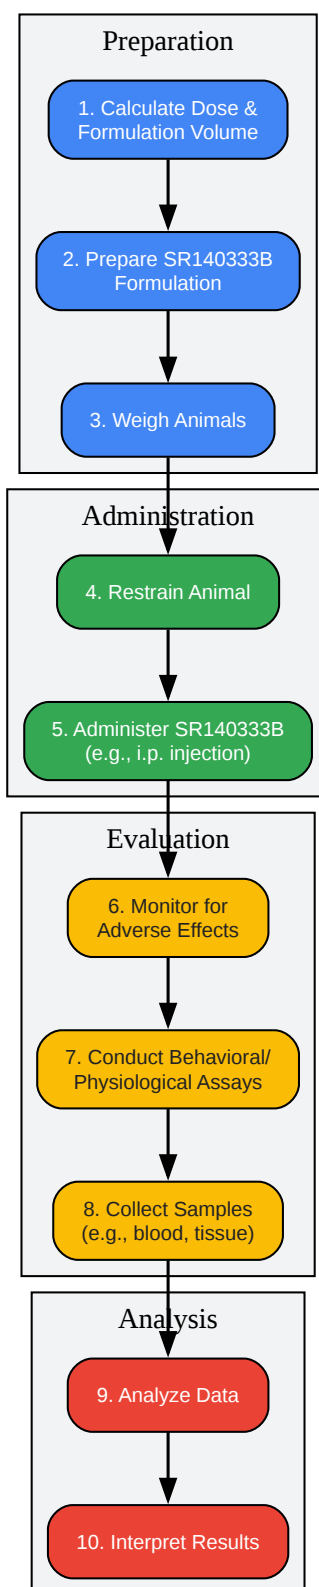 Preparation
1. Calculate Dose &
Formulation Volume
2. Prepare SR140333B
Formulation
3. Weigh Animals
Administration
4. Restrain Animal
5. Administer SR140333B
(e.g., i.p. injection)
Evaluation
6. Monitor for
Adverse Effects
7. Conduct Behavioral/
Physiological Assays
8. Collect Samples
(e.g., blood, tissue)
Analysis
9. Analyze Data
10. Interpret Results